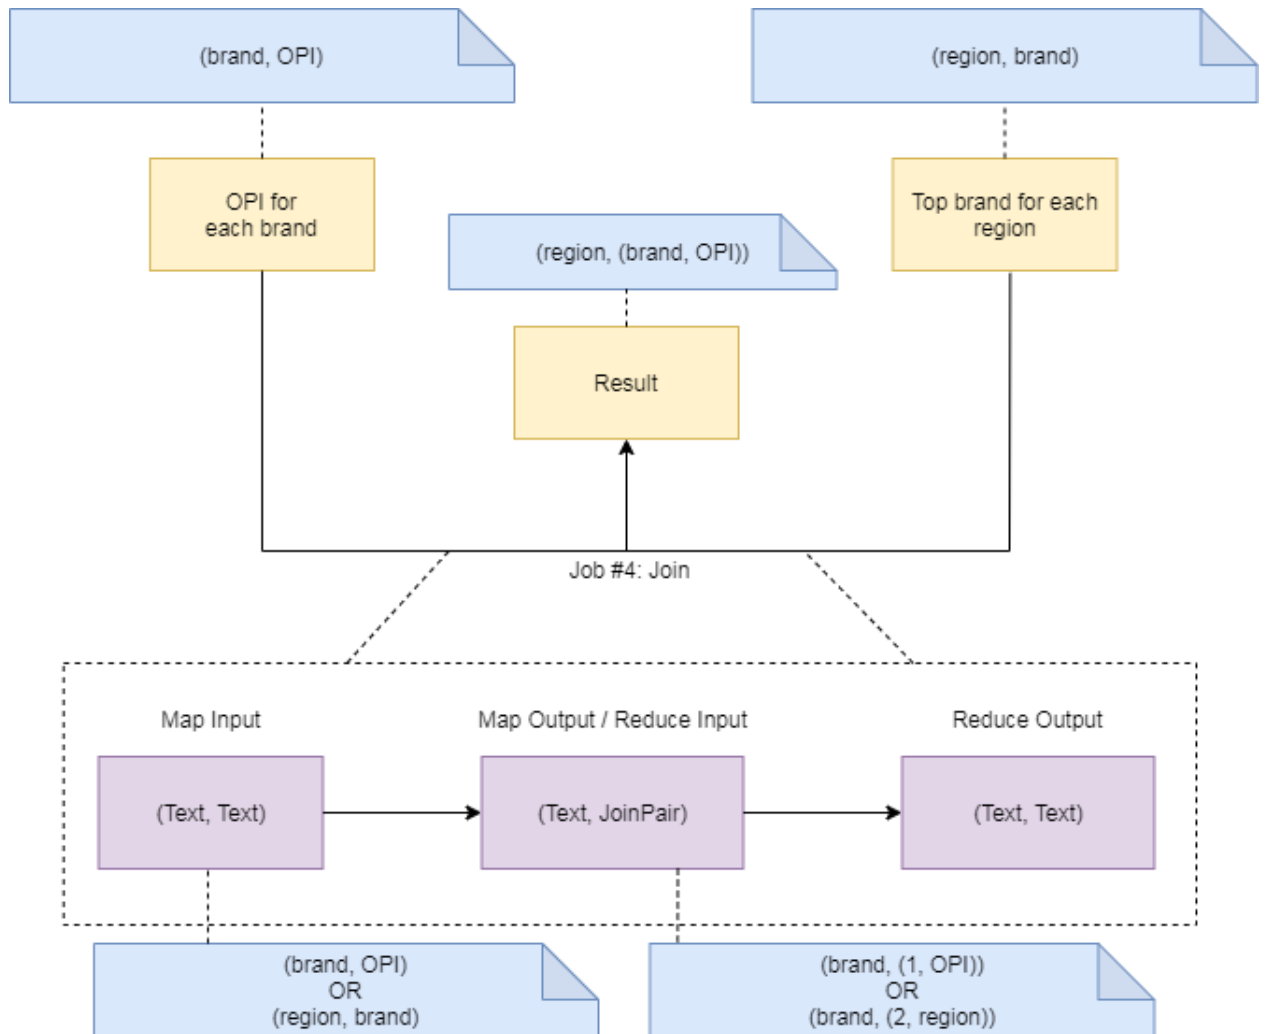 (brand, OPI)
(region, brand)
OPI for
each brand
Top brand for each
region
(region, (brand, OPI))
Result
Job #4: Join
Map Input
Map Output / Reduce Input
Reduce Output
(Text, Text)
(Text, JoinPair)
(Text, Text)
(brand, OPI)
OR
(region, brand)
(brand, (1, OPI))
OR
(brand, (2, region))